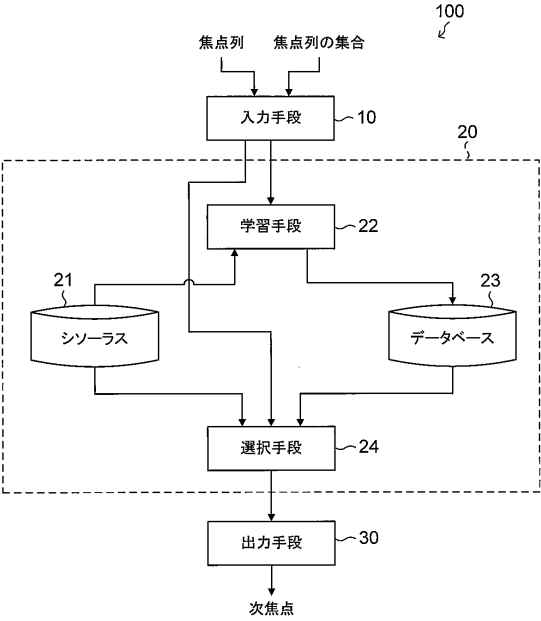 100
焦点列
焦点列の集合
入力手段
10
20
学習手段
22
21
シソーラス
23
データベース
選択手段
24
出力手段
30
次焦点